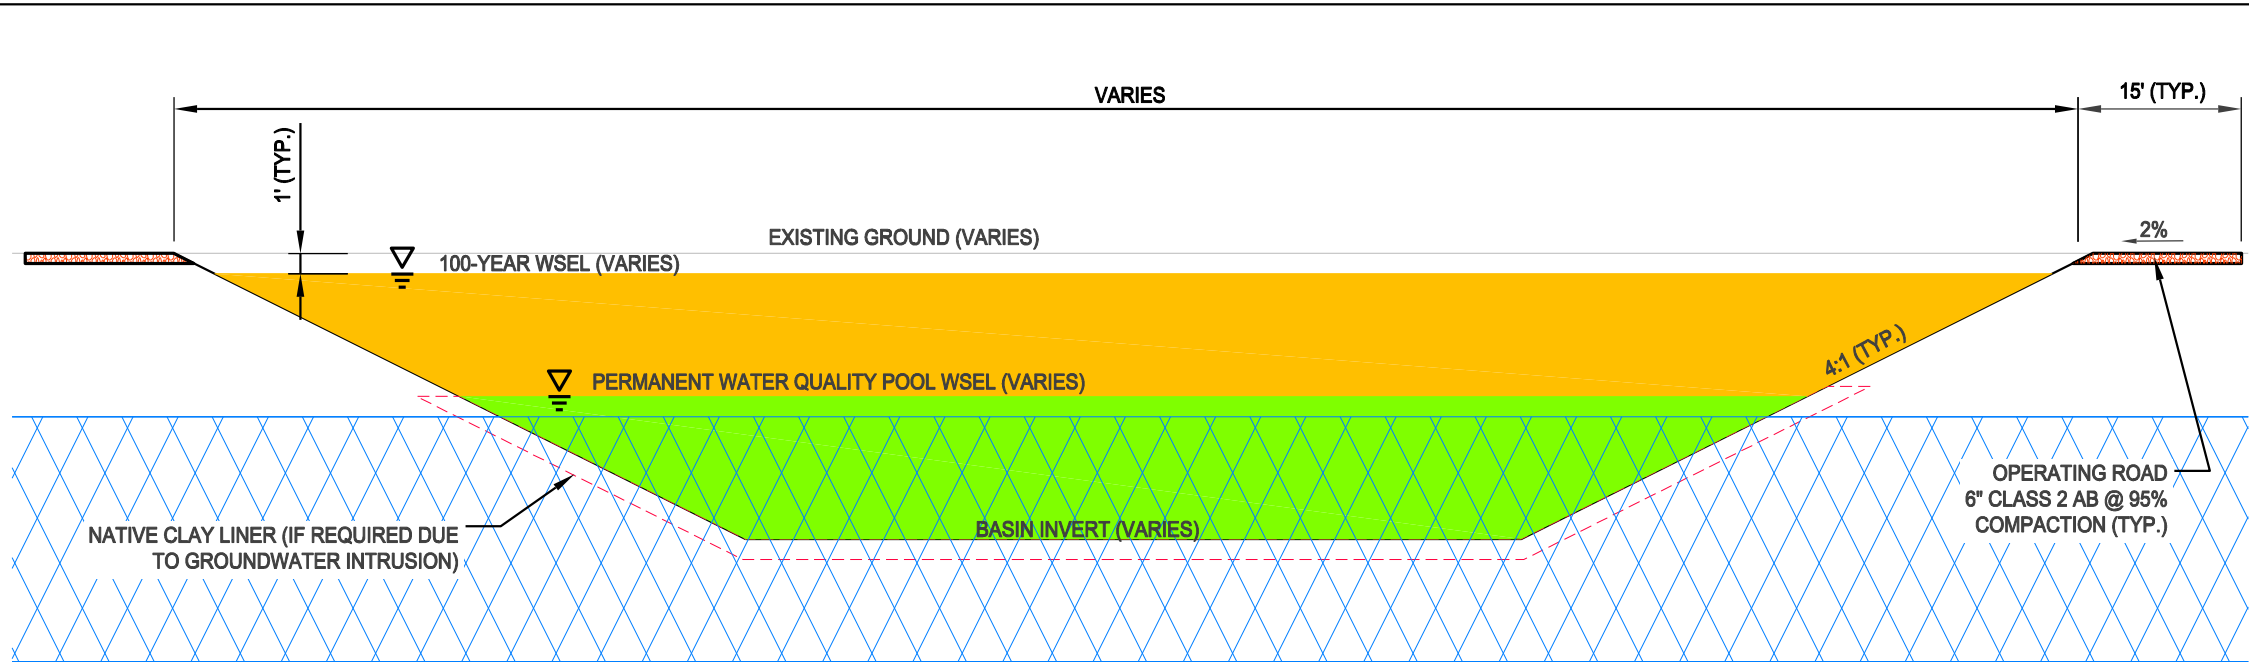 VARIES
15' (TYP.)
1' (TYP.)
2%
EXISTING GROUND (VARIES)
100-YEAR WSEL (VARIES)
4:1 (TYP.)
PERMANENT WATER QUALITY POOL WSEL (VARIES)
OPERATING ROAD
6" CLASS 2 AB @ 95%
COMPACTION (TYP.)
BASIN INVERT (VARIES)
NATIVE CLAY LINER (IF REQUIRED DUE
TO GROUNDWATER INTRUSION)